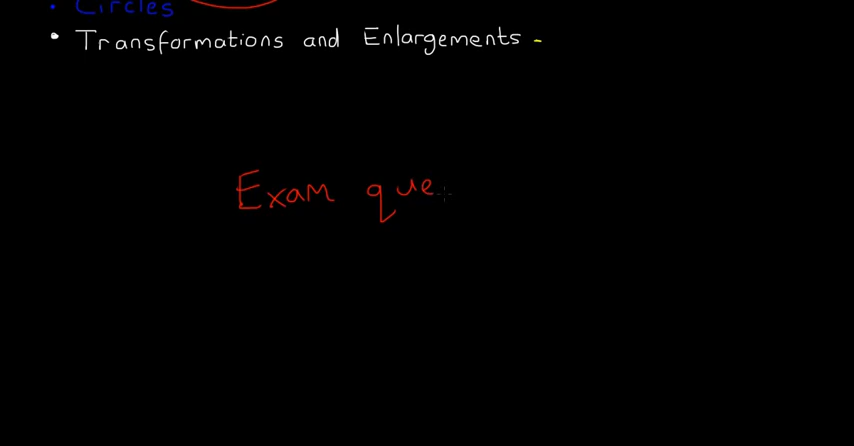 • Circles
• Transformations and Enlargements -
Exam que